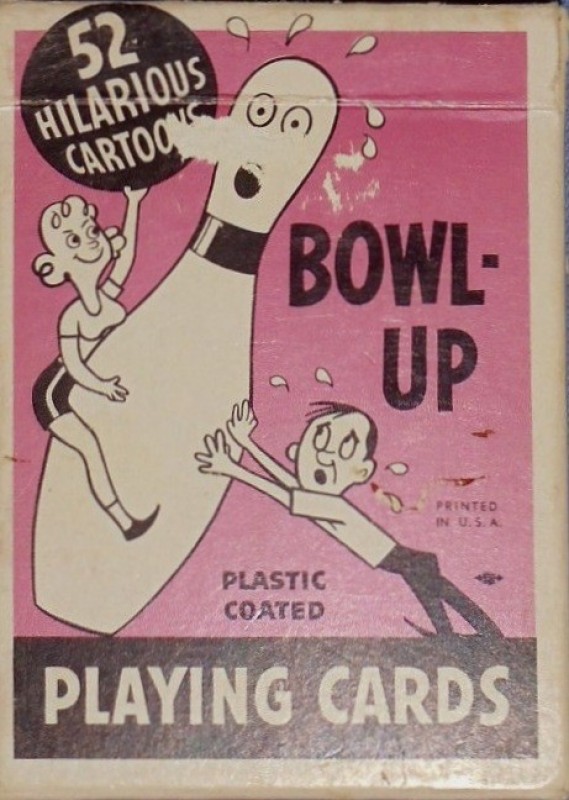 52
HILARIOUS
CARTOONS
BOWL-
UP
PRINTED
IN U.S.A.
PLASTIC
COATED
PLAYING CARDS